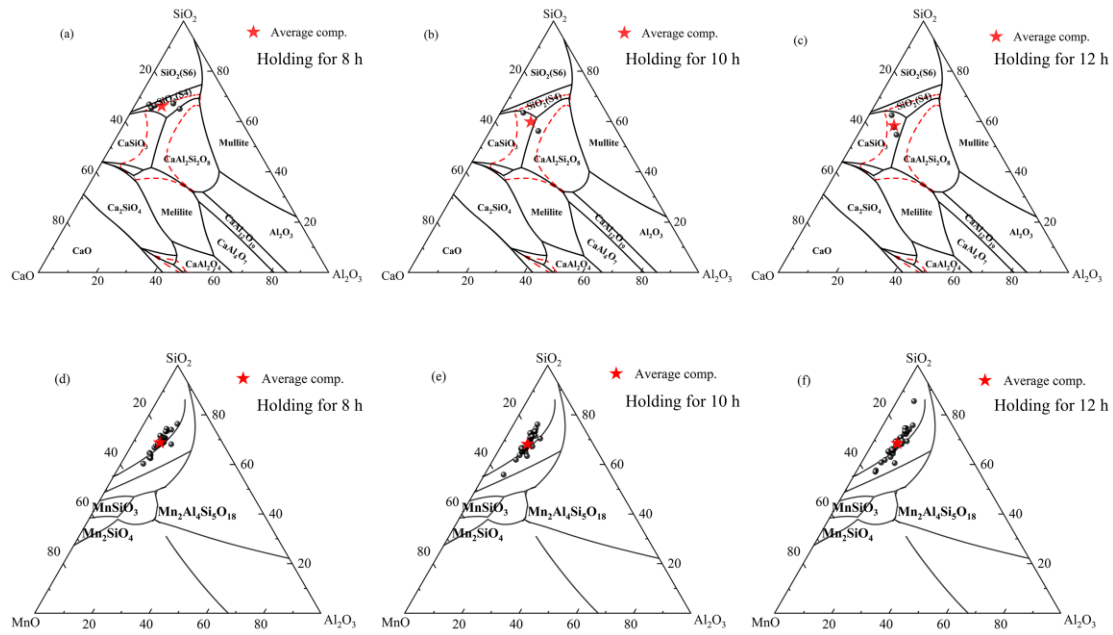 SiO2
(a)
Average comp.
Holding for 8 h
20
80
SiO2(S6)
SiO2(S4)
40
60
CaSiO3
Mullite
CaAl2Si2O8
60
40
Ca2SiO4
Melilite
CaAl12O19
Al2O3
20
80
CaAl4O7
CaO
CaAl2O4
CaO
20
40
60
80
Al2O3
SiO2
(b)
Average comp.
Holding for 10 h
20
80
SiO2(S6)
SiO2(S4)
40
60
CaSiO3
Mullite
CaAl2Si2O8
60
40
Ca2SiO4
Melilite
CaAl12O19
Al2O3
20
80
CaAl4O7
CaO
CaAl2O4
CaO
20
40
60
80
Al2O3
SiO2
(c)
Average comp.
Holding for 12 h
20
80
SiO2(S6)
SiO2(S4)
40
60
CaSiO3
Mullite
CaAl2Si2O8
60
40
Ca2SiO4
Melilite
CaAl12O19
Al2O3
20
80
CaAl4O7
CaO
CaAl2O4
CaO
20
40
60
80
Al2O3
SiO2
(d)
Average comp.
Holding for 8 h
20
80
40
60
60
MnSiO3
Mn2Al4Si5O18
40
Mn2SiO4
80
20
MnO
20
40
60
80
Al2O3
SiO2
(e)
Average comp.
Holding for 10 h
20
80
40
60
60
MnSiO3
Mn2Al4Si5O18
40
Mn2SiO4
80
20
MnO
20
40
60
80
Al2O3
SiO2
(f)
Average comp.
Holding for 12 h
20
80
40
60
60
MnSiO3
Mn2Al4Si5O18
40
Mn2SiO4
80
20
MnO
20
40
60
80
Al2O3